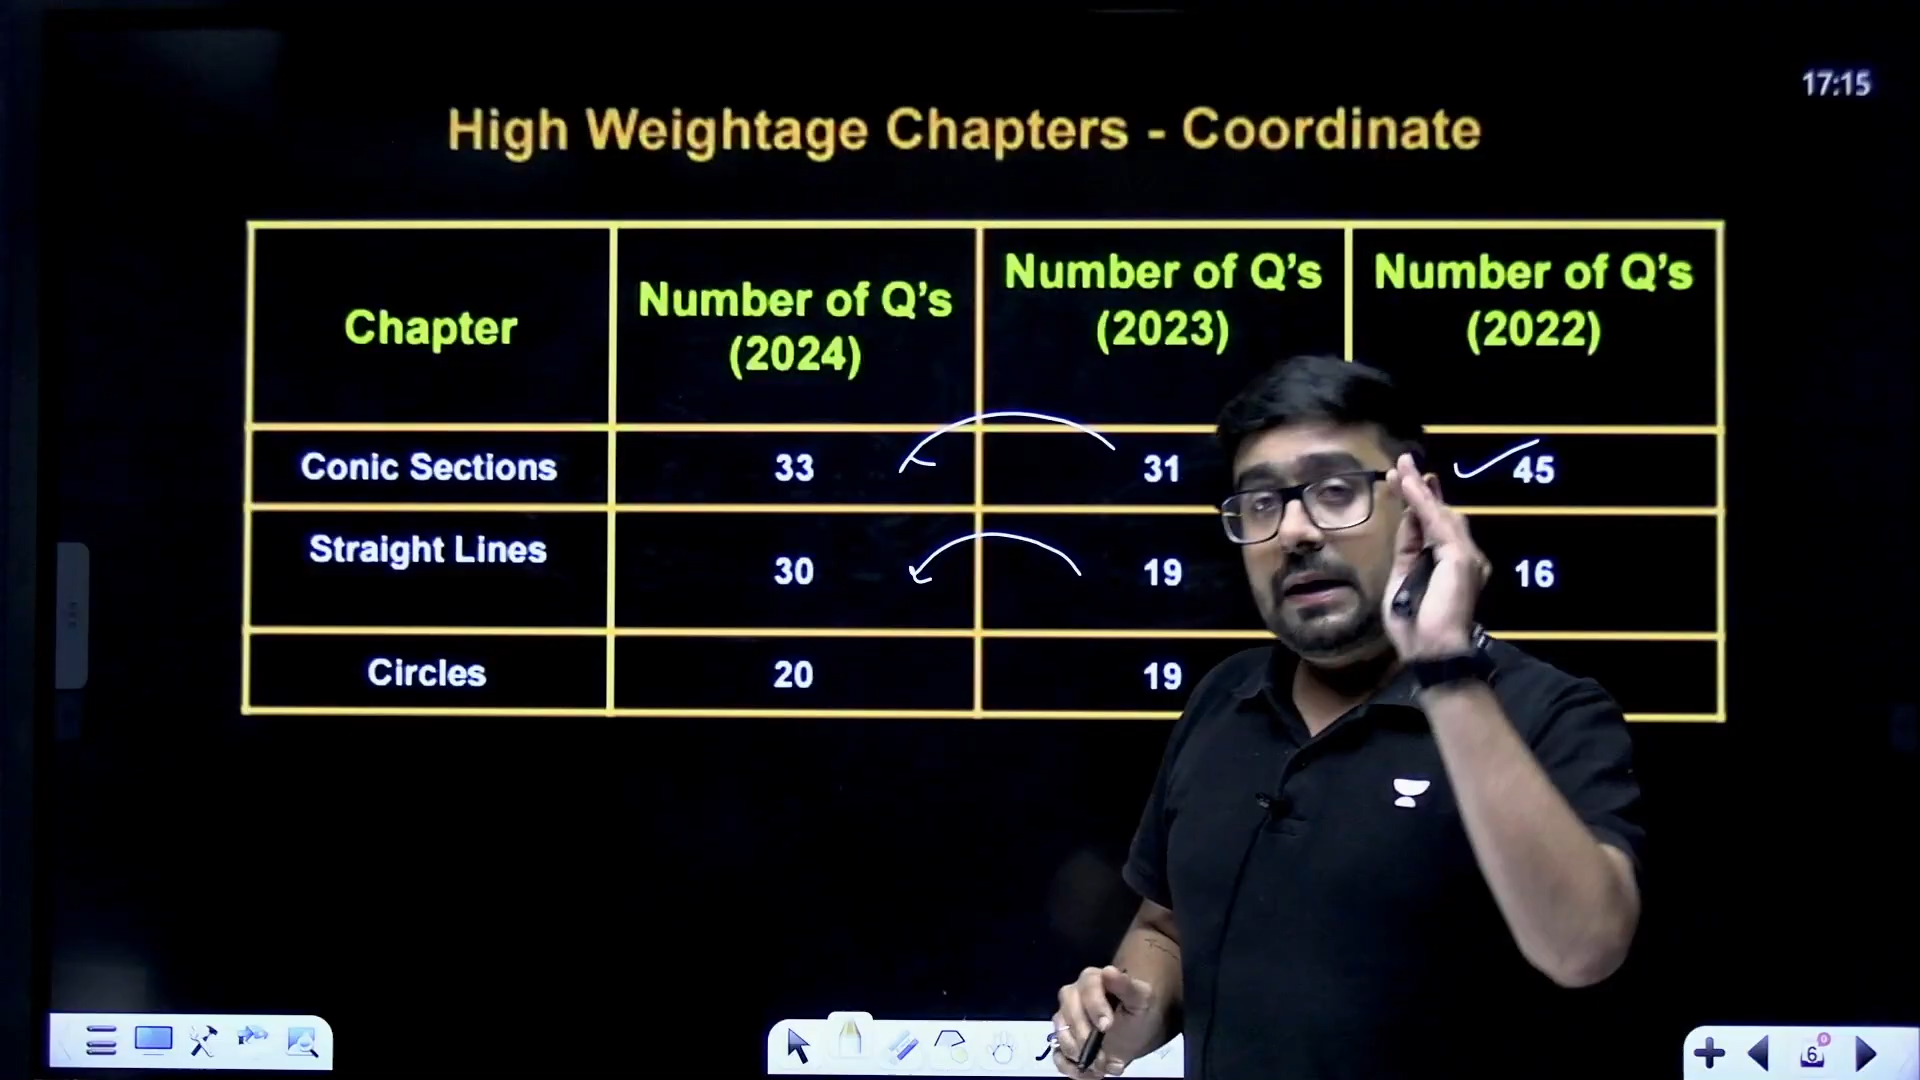 17:15
High Weightage Chapters - Coordinate
Chapter
Number of Q's
(2024)
Number of Q's
(2023)
Number of Q's
(2022)
Conic Sections 33 31 45
Straight Lines 30 19 16
Circles 20 19
6